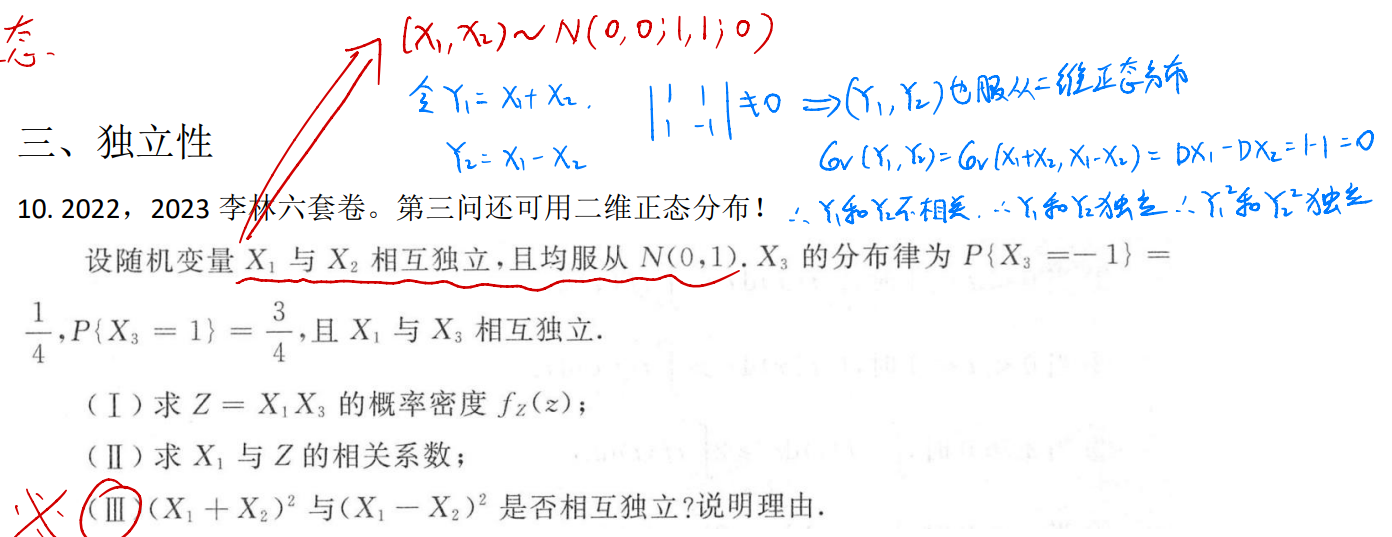 态.
(X₁,X₂)~N(0,0;1,1;0)
令 Y₁=X₁+X₂.
Y₂=X₁-X₂
|1 1|
|1 -1| ≠0 ⇒(Y₁,Y₂)也服从二维正态分布
Cov(Y₁,Y₂)=Cov(X₁+X₂,X₁-X₂)=DX₁-DX₂=1-1=0
∴Y₁和Y₂不相关.∴Y₁和Y₂独立∴Y₁²和Y₂²独立
三、独立性
10. 2022，2023 李林六套卷。第三问还可用二维正态分布！
设随机变量 X₁ 与 X₂ 相互独立,且均服从 N(0,1). X₃ 的分布律为 P{X₃ =-1} =
1/4,P{X₃ = 1} = 3/4,且 X₁ 与 X₃ 相互独立.
(Ⅰ)求 Z = X₁X₃ 的概率密度 f_Z(z);
(Ⅱ)求 X₁ 与 Z 的相关系数;
(Ⅲ)(X₁ + X₂)² 与(X₁ - X₂)² 是否相互独立?说明理由.